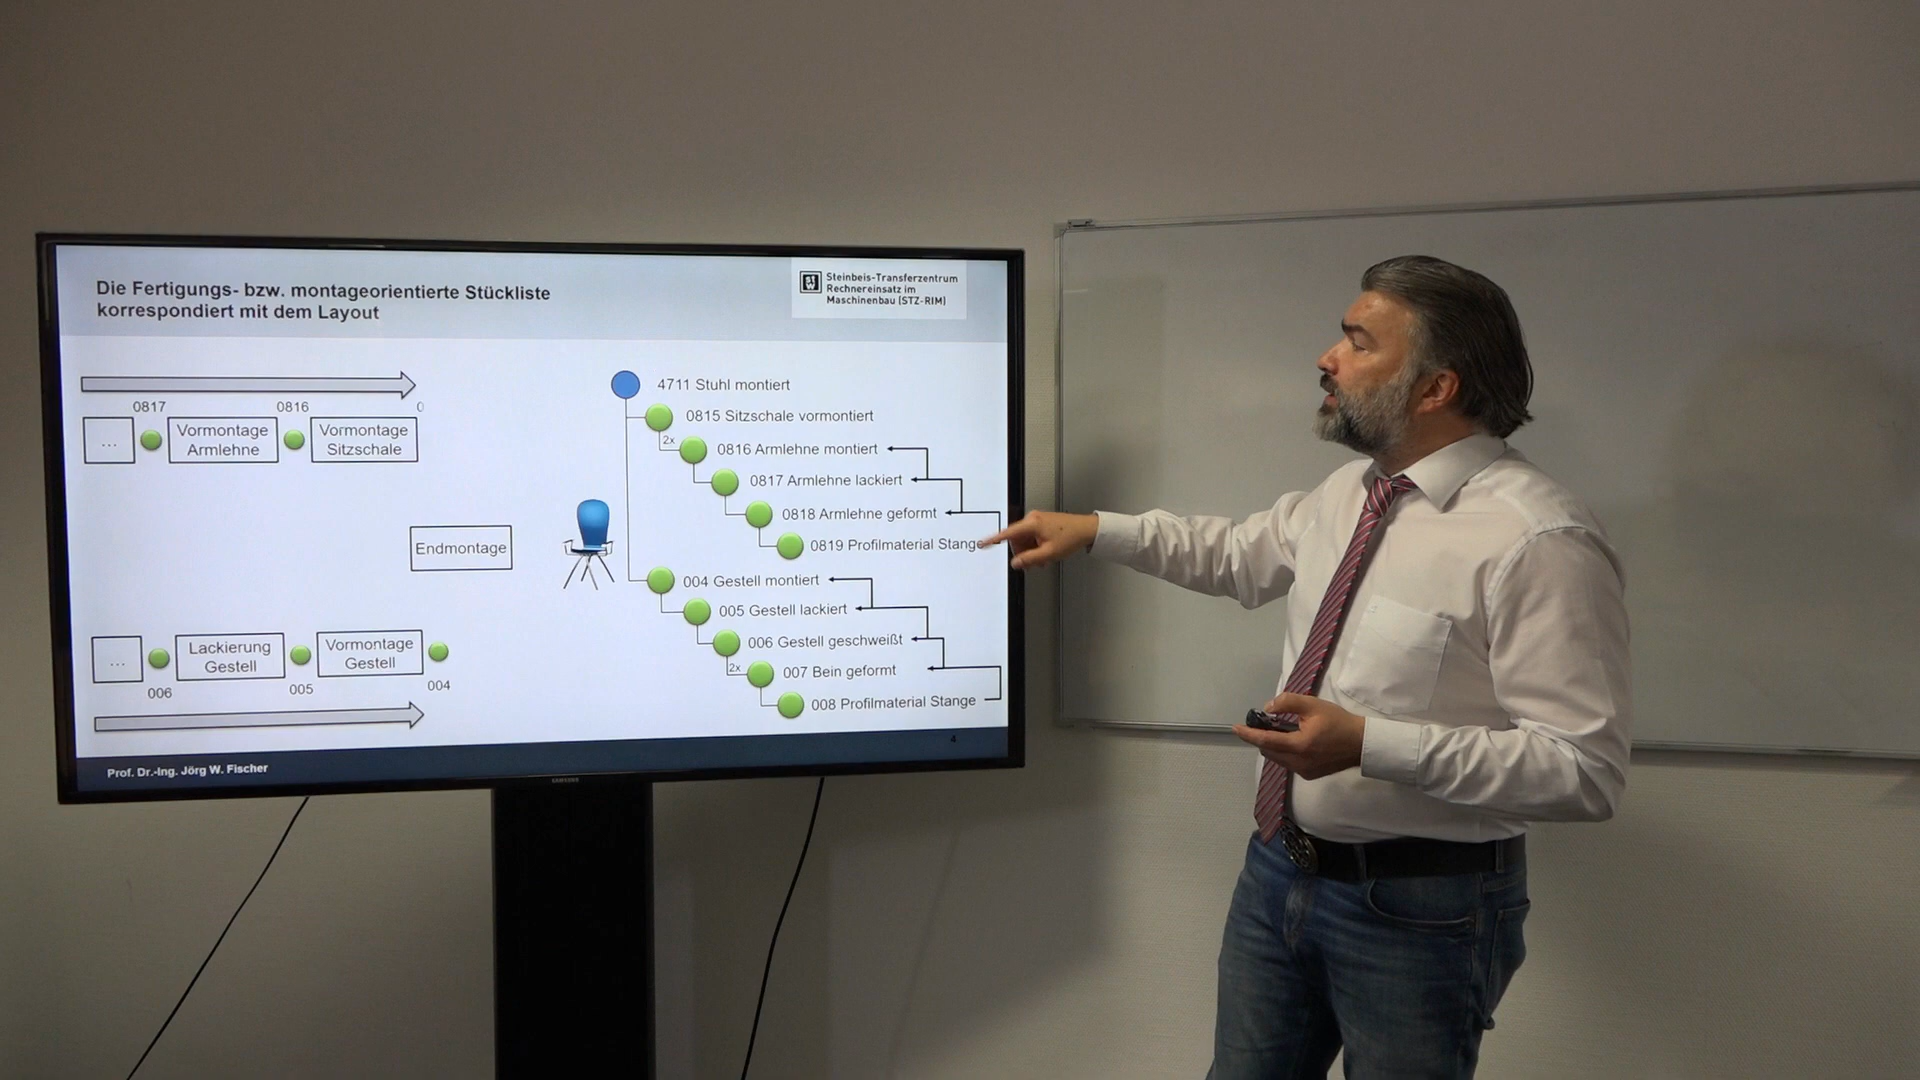 Die Fertigungs- bzw. montageorientierte Stückliste
korrespondiert mit dem Layout
Steinbeis-Transferzentrum
Rechnereinsatz im
Maschinenbau (STZ-RIM)
0817
0816
0
...
Vormontage
Armlehne
Vormontage
Sitzschale
Endmontage
...
Lackierung
Gestell
Vormontage
Gestell
006
005
004
4711 Stuhl montiert
0815 Sitzschale vormontiert
2x
0816 Armlehne montiert
0817 Armlehne lackiert
0818 Armlehne geformt
0819 Profilmaterial Stange
004 Gestell montiert
005 Gestell lackiert
006 Gestell geschweißt
2x
007 Bein geformt
008 Profilmaterial Stange
4
Prof. Dr.-Ing. Jörg W. Fischer
SAMSUNG